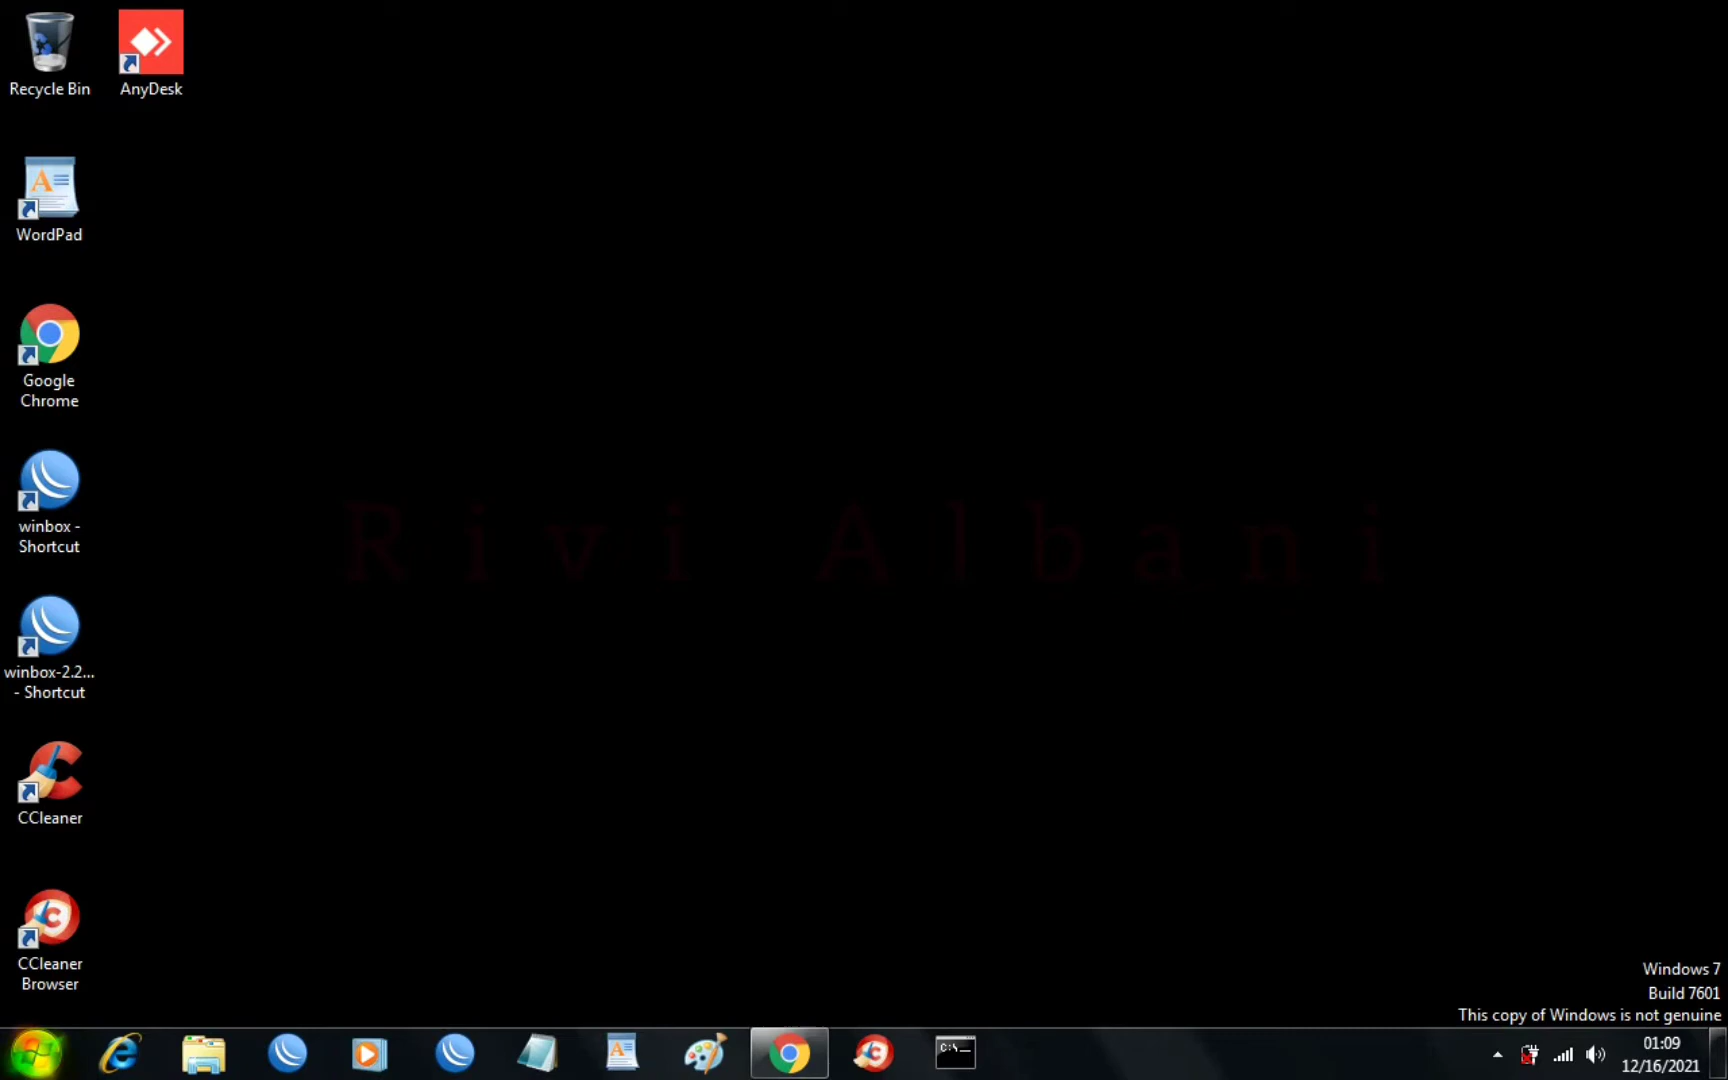 Recycle Bin
AnyDesk
WordPad
Google
Chrome
winbox -
Shortcut
winbox-2.2...
- Shortcut
CCleaner
CCleaner
Browser
Rivi Albani
Windows 7
Build 7601
This copy of Windows is not genuine
C:\._
01:09
12/16/2021